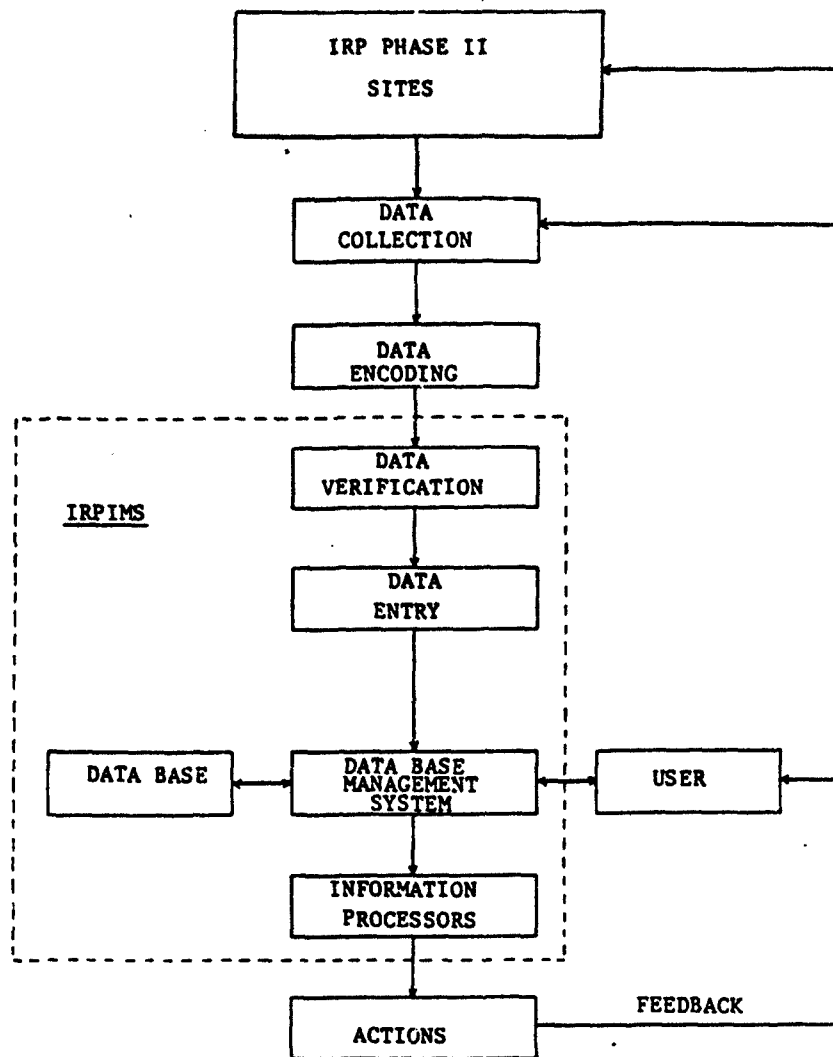 IRP PHASE II
SITES
DATA
COLLECTION
DATA
ENCODING
DATA
VERIFICATION
IRPIMS
DATA
ENTRY
DATA BASE
DATA BASE
MANAGEMENT
SYSTEM
USER
INFORMATION
PROCESSORS
FEEDBACK
ACTIONS